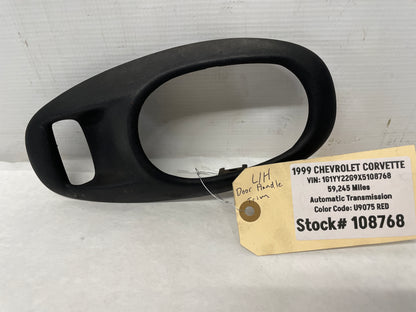 L/H
Door Handle
Trim
1999 CHEVROLET CORVETTE
VIN: 1G1YY22G9X5108768
59,245 Miles
Automatic Transmission
Color Code: U9075 RED
Stock# 108768